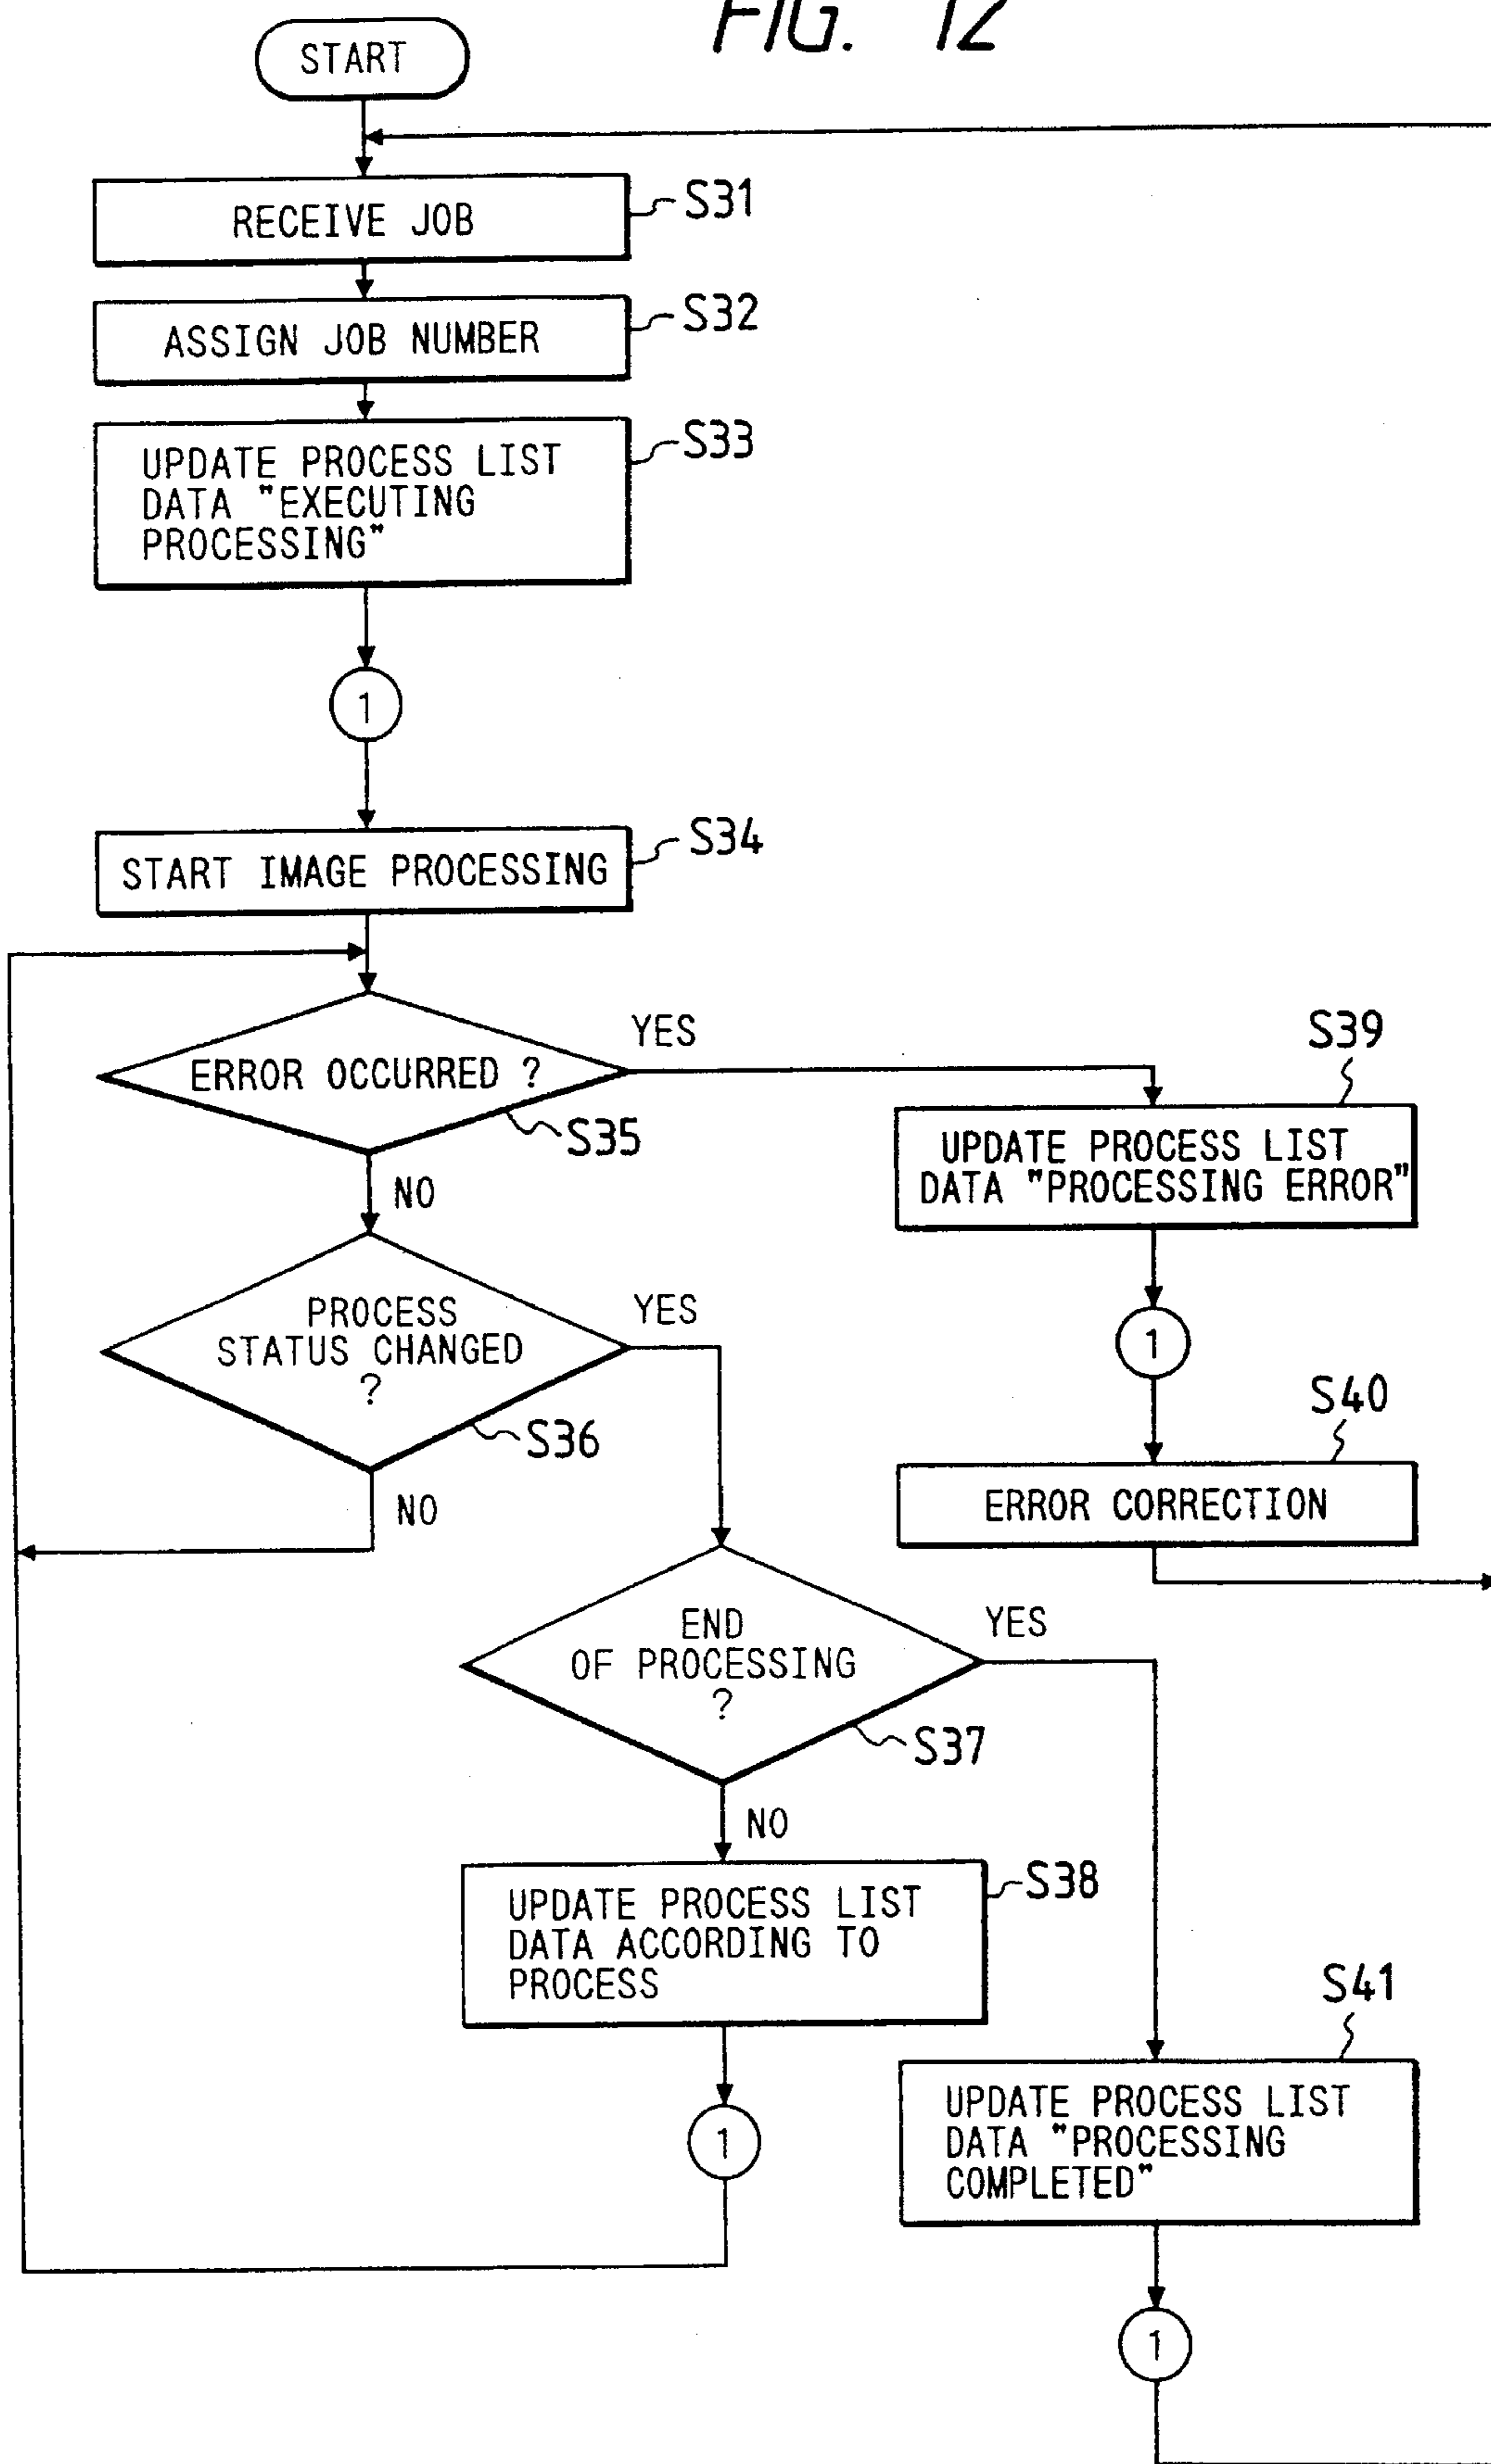 FIG. 12
START
RECEIVE JOB
S31
ASSIGN JOB NUMBER
S32
UPDATE PROCESS LIST
DATA "EXECUTING
PROCESSING"
S33
1
START IMAGE PROCESSING
S34
ERROR OCCURRED ?
YES
S35
NO
S39
UPDATE PROCESS LIST
DATA "PROCESSING ERROR"
1
PROCESS
STATUS CHANGED
?
YES
S36
NO
S40
ERROR CORRECTION
END
OF PROCESSING
?
YES
S37
NO
UPDATE PROCESS LIST
DATA ACCORDING TO
PROCESS
S38
1
S41
UPDATE PROCESS LIST
DATA "PROCESSING
COMPLETED"
1